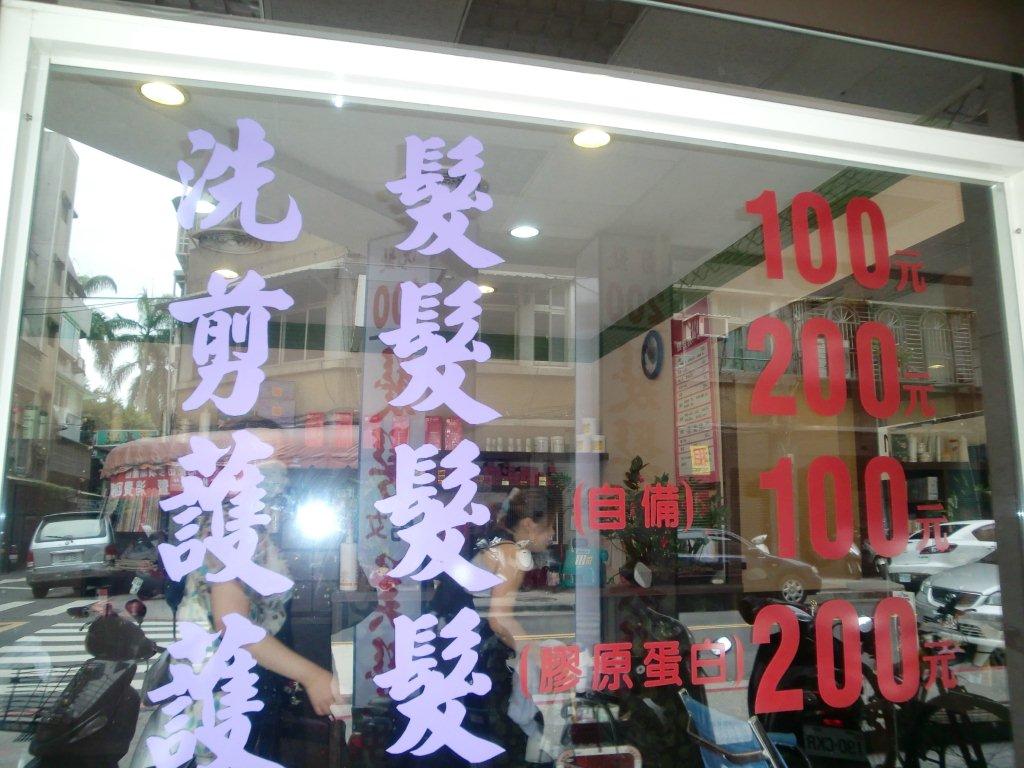 洗髮 100元
剪髮 200元
護髮 (自備) 100元
護髮 (膠原蛋白) 200元